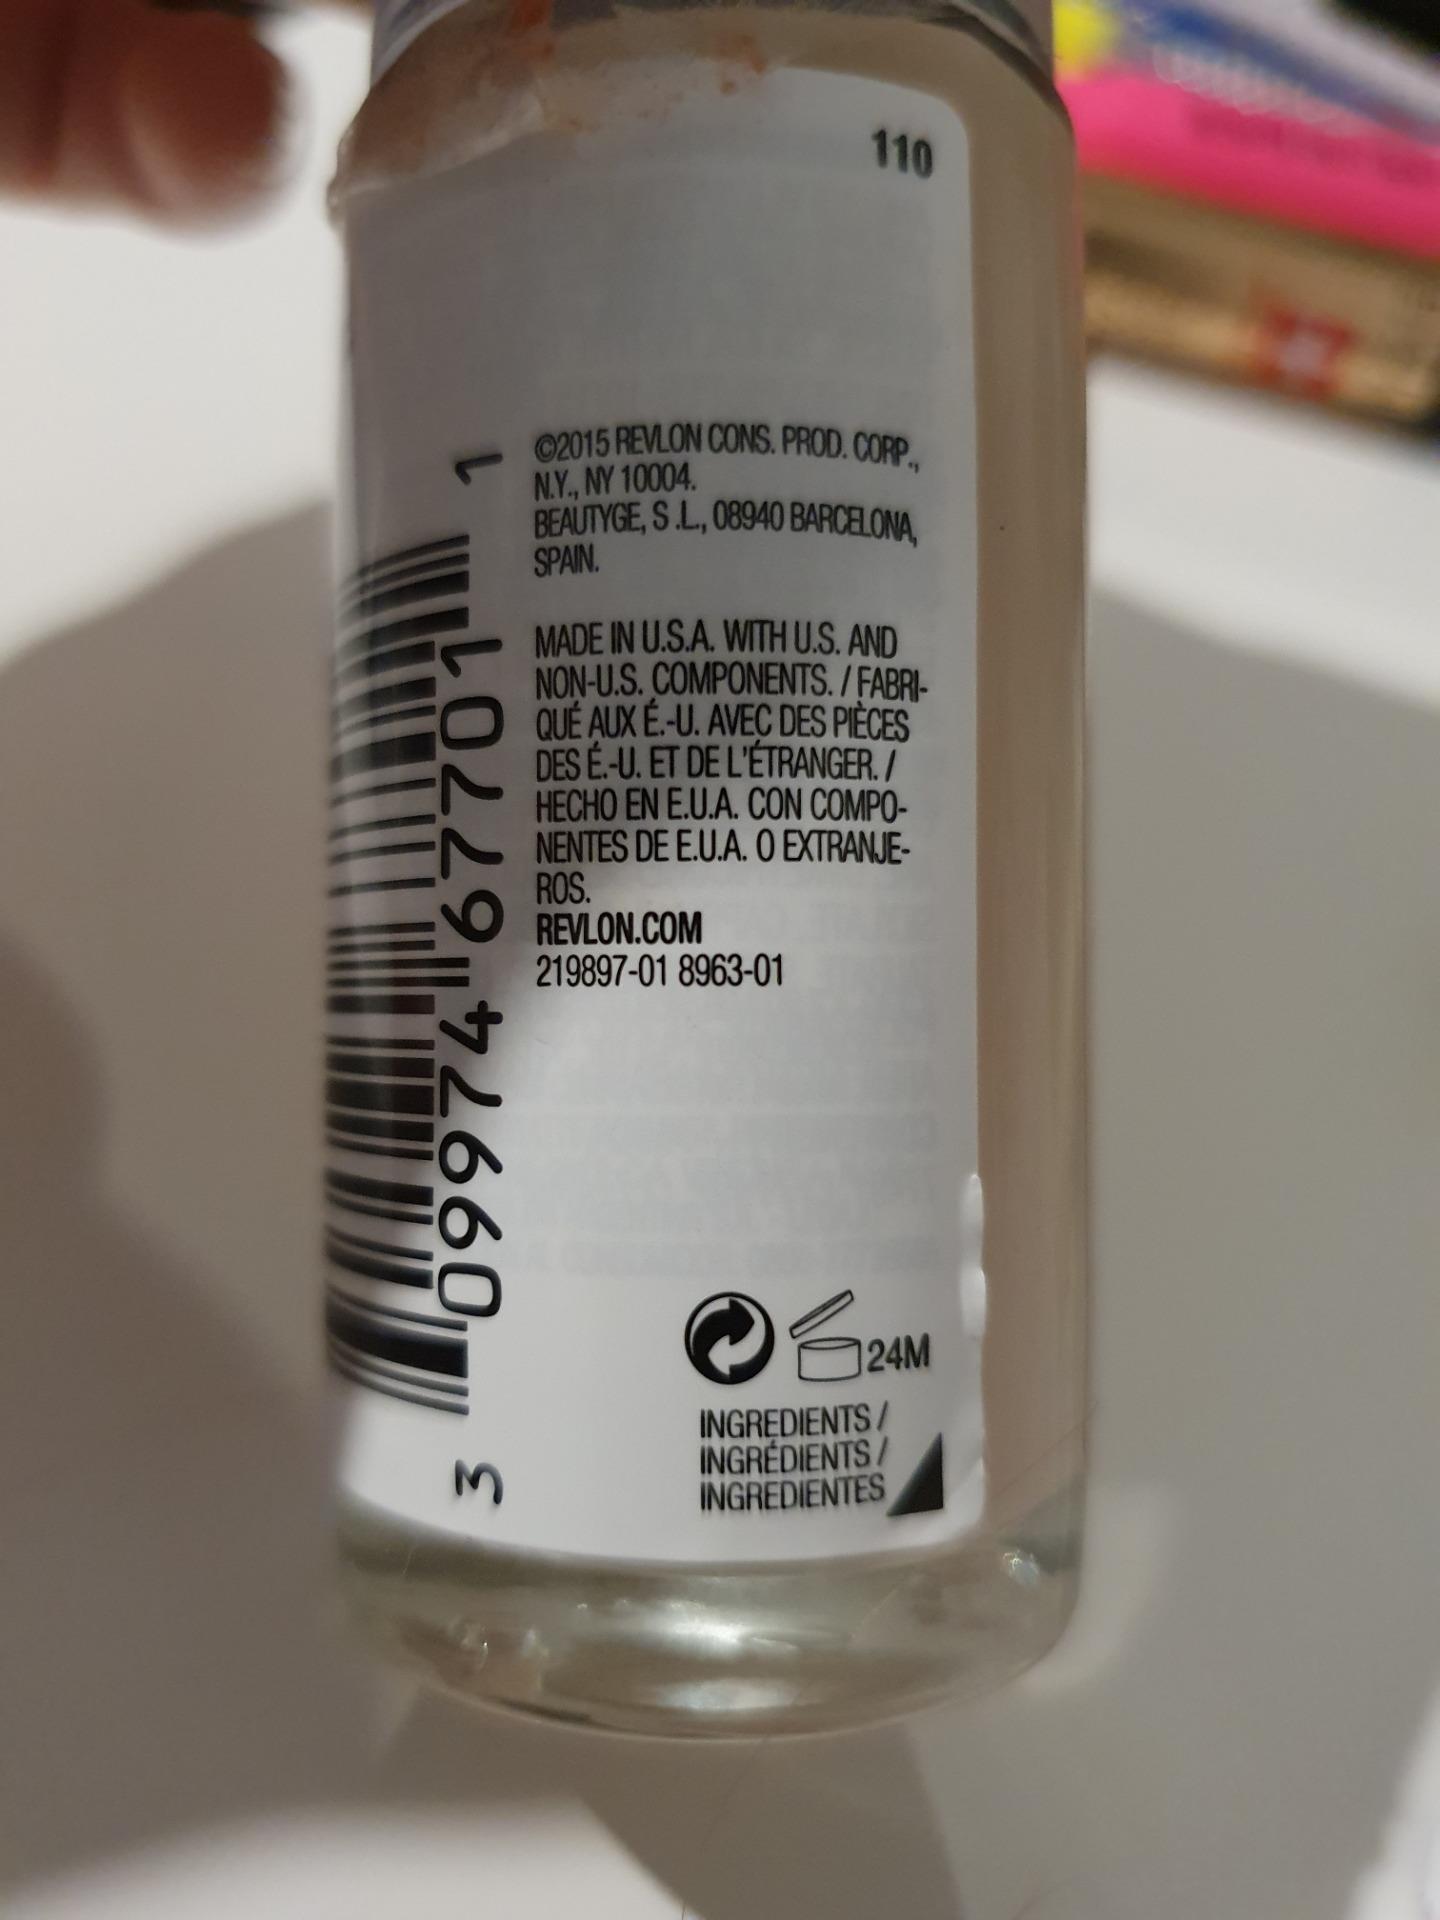 110
©2015 REVLON CONS. PROD. CORP.,
N.Y., NY 10004.
BEAUTYGE, S .L., 08940 BARCELONA,
SPAIN.
MADE IN U.S.A. WITH U.S. AND
NON-U.S. COMPONENTS. / FABRI-
QUÉ AUX É.-U. AVEC DES PIÈCES
DES É.-U. ET DE L'ÉTRANGER. /
HECHO EN E.U.A. CON COMPO-
NENTES DE E.U.A. O EXTRANJE-
ROS.
REVLON.COM
219897-01 8963-01
3 09974 67701 1
24M
INGREDIENTS /
INGRÉDIENTS /
INGREDIENTES